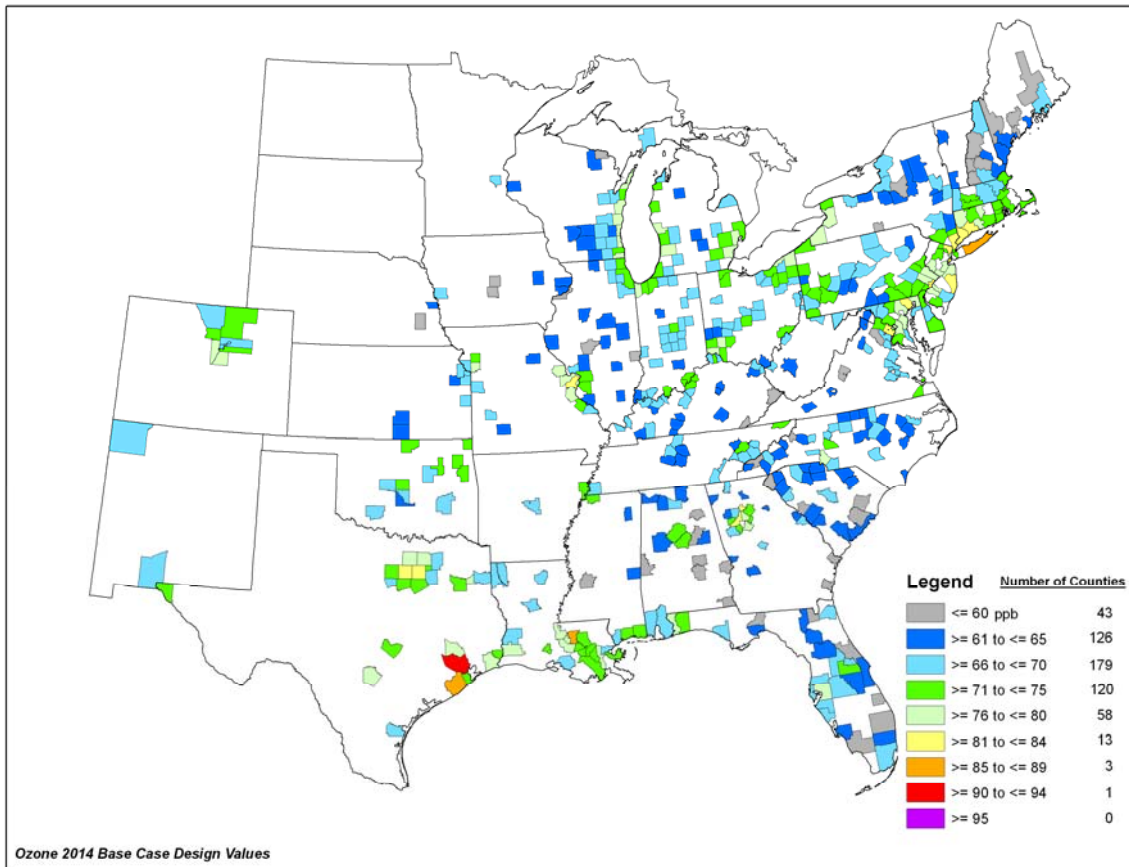 Legend Number of Counties
<= 60 ppb 43
>= 61 to <= 65 126
>= 66 to <= 70 179
>= 71 to <= 75 120
>= 76 to <= 80 58
>= 81 to <= 84 13
>= 85 to <= 89 3
>= 90 to <= 94 1
>= 95 0
Ozone 2014 Base Case Design Values